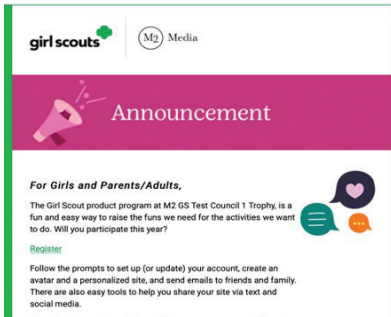 girl scouts
M2 Media
Announcement
For Girls and Parents/Adults,
The Girl Scout product program at M2 GS Test Council 1 Trophy, is a
fun and easy way to raise the funs we need for the activities we want
to do. Will you participate this year?
Register
Follow the prompts to set up (or update) your account, create an
avatar and a personalized site, and send emails to friends and family.
There are also easy tools to help you share your site via text and
social media.